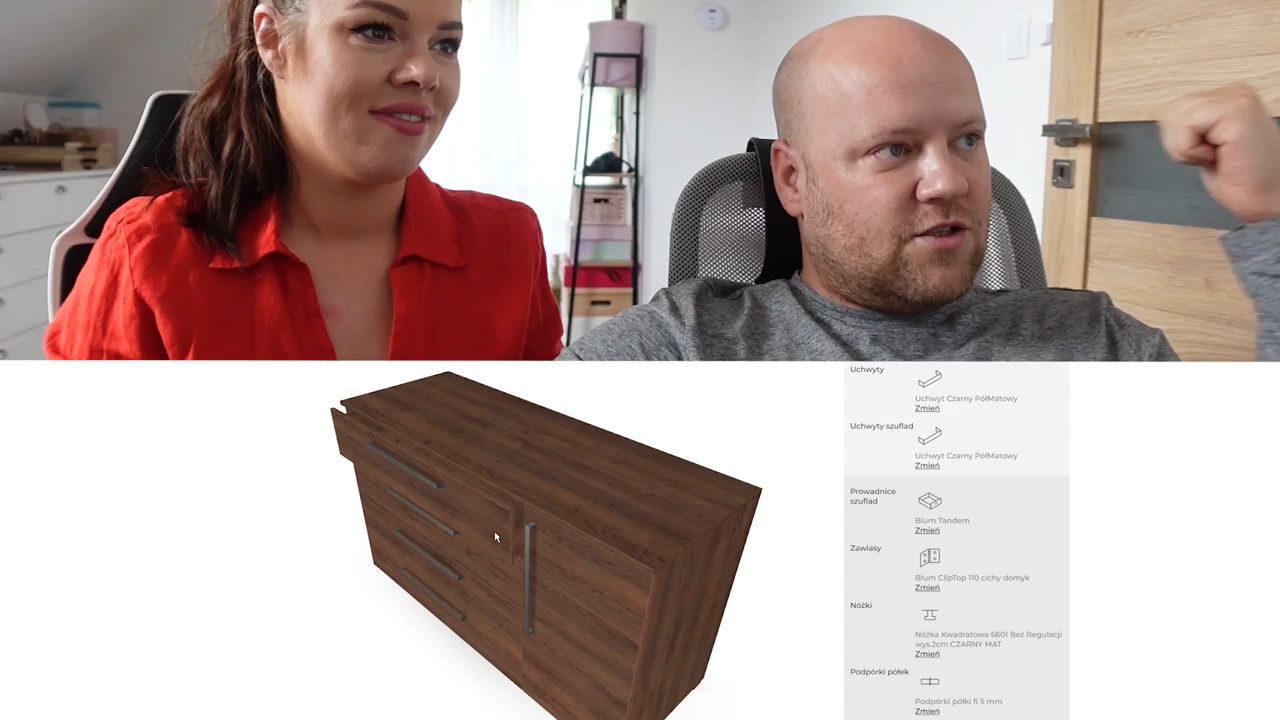 Uchwyty
Uchwyt Czarny PółMatowy
Zmień
Uchwyty szuflad
Uchwyt Czarny PółMatowy
Zmień
Prowadnice
szuflad
Blum Tandem
Zmień
Zawiasy
Blum ClipTop 110 cichy domyk
Zmień
Nóżki
Nóżka Kwadratowa 6601 Bez Regulacji
wys.2cm CZARNY MAT
Zmień
Podpórki półek
Podpórki półki fi 5 mm
Zmień